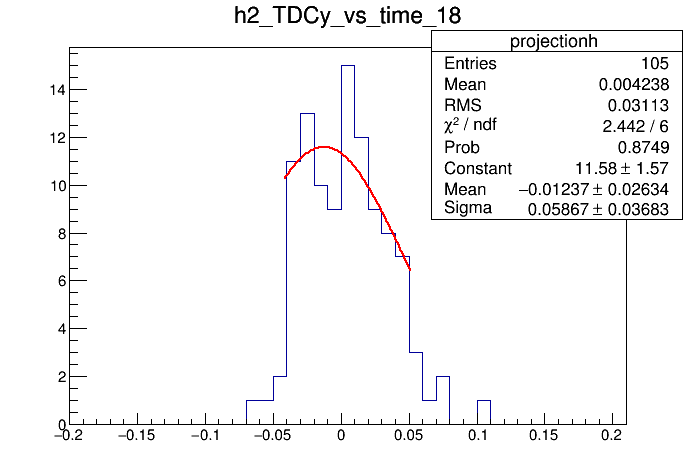 h2_TDCy_vs_time_18
projectionh
Entries 105
Mean 0.004238
RMS 0.03113
χ² / ndf 2.442 / 6
Prob 0.8749
Constant 11.58 ± 1.57
Mean −0.01237 ± 0.02634
Sigma 0.05867 ± 0.03683
14
12
10
8
6
4
2
0
−0.2 −0.15 −0.1 −0.05 0 0.05 0.1 0.15 0.2